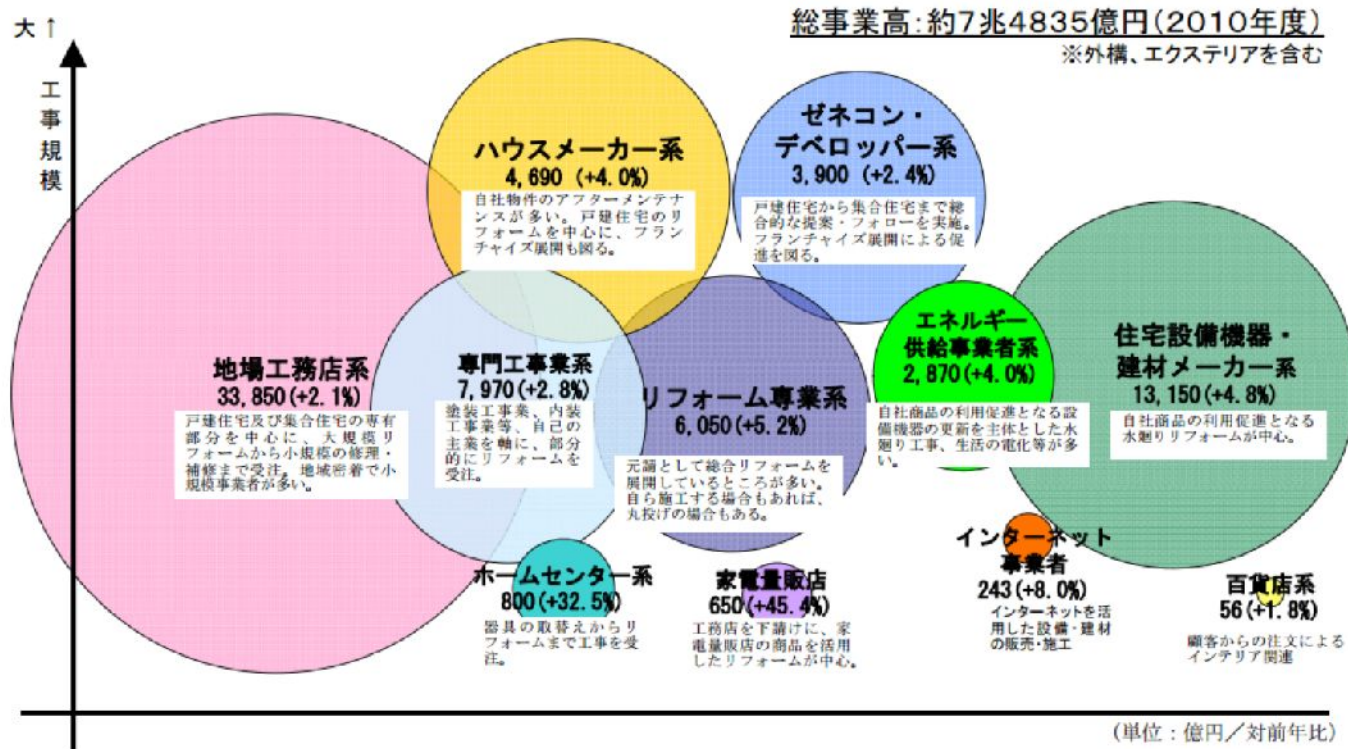 総事業高:約7兆4835億円(2010年度)
※外構、エクステリアを含む
大↑
工事規模
ハウスメーカー系
4,690 (+4.0%)
自社物件のアフターメンテナ
ンスが多い。戸建住宅のリ
フォームを中心に、フラン
チャイズ展開も図る。
ゼネコン・
デベロッパー系
3,900 (+2.4%)
戸建住宅から集合住宅まで総
合的な提案・フォローを実施。
フランチャイズ展開による促
進を図る。
地場工務店系
33,850(+2.1%)
戸建住宅及び集合住宅の専有
部分を中心に、大規模リ
フォームから小規模の修理・
補修まで受注。地域密着で小
規模事業者が多い。
専門工事業系
7,970(+2.8%)
塗装工事業、内装
工事業等、自己の
主業を軸に、部分
的にリフォームを
受注。
リフォーム専業系
6,050(+5.2%)
元請として総合リフォームを
展開しているところが多い。
自ら施工する場合もあれば、
丸投げの場合もある。
エネルギー
供給事業者系
2,870(+4.0%)
自社商品の利用促進となる設
備機器の更新を主体とした水
廻り工事、生活の電化等が多
い。
住宅設備機器・
建材メーカー系
13,150(+4.8%)
自社商品の利用促進となる
水廻りリフォームが中心。
ホームセンター系
800(+32.5%)
器具の取替えからリ
フォームまで工事を受
注。
家電量販店
650(+45.4%)
工務店を下請けに、家
電量販店の商品を活用
したリフォームが中心。
インターネット
事業者
243(+8.0%)
インターネットを活
用した設備・建材
の販売・施工
百貨店系
56(+1.8%)
顧客からの注文による
インテリア関連
(単位:億円/対前年比)